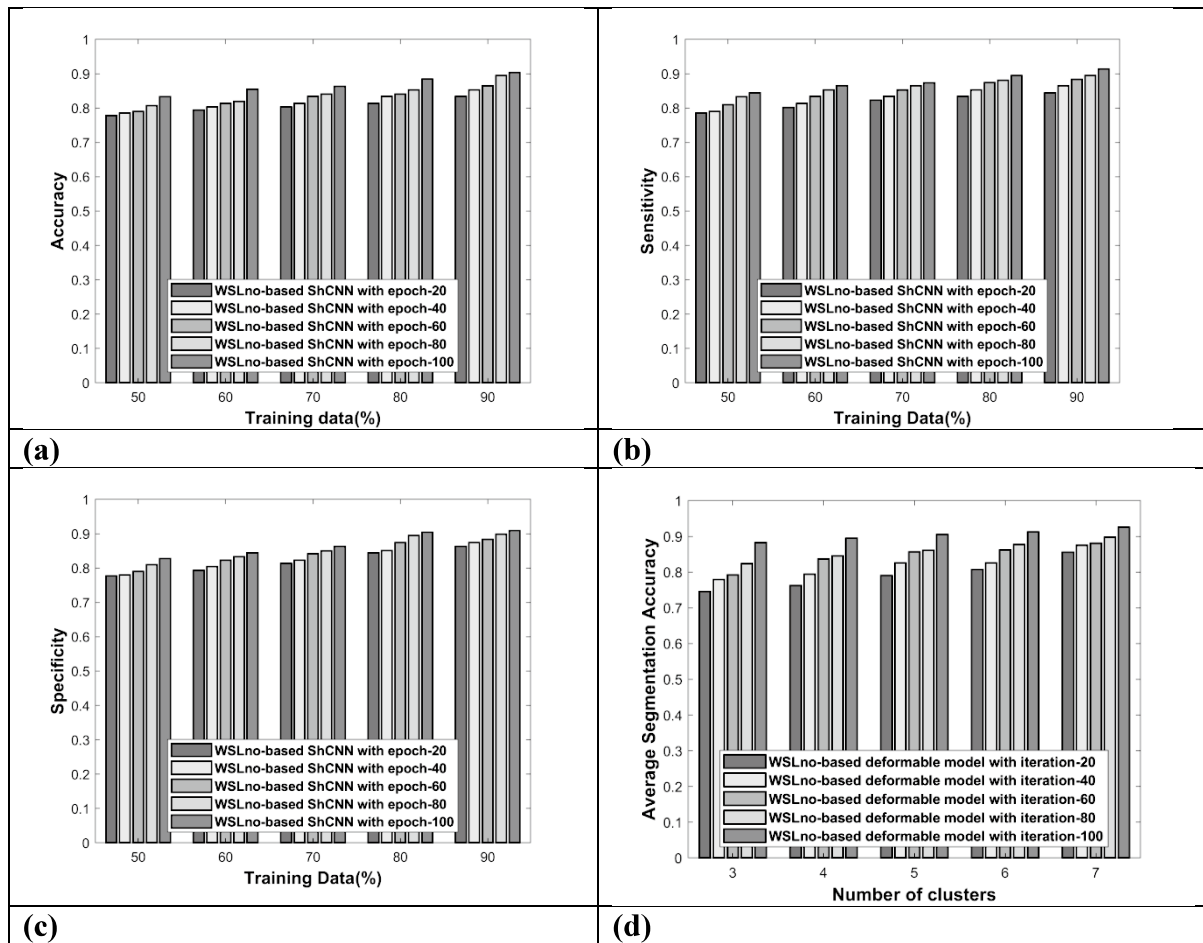 1
0.9
0.8
0.7
0.6
0.5
0.4
0.3
0.2
0.1
0
Accuracy
WSLno-based ShCNN with epoch-20
WSLno-based ShCNN with epoch-40
WSLno-based ShCNN with epoch-60
WSLno-based ShCNN with epoch-80
WSLno-based ShCNN with epoch-100
50 60 70 80 90
Training data(%)
(a)
1
0.9
0.8
0.7
0.6
0.5
0.4
0.3
0.2
0.1
0
Sensitivity
WSLno-based ShCNN with epoch-20
WSLno-based ShCNN with epoch-40
WSLno-based ShCNN with epoch-60
WSLno-based ShCNN with epoch-80
WSLno-based ShCNN with epoch-100
50 60 70 80 90
Training Data(%)
(b)
1
0.9
0.8
0.7
0.6
0.5
0.4
0.3
0.2
0.1
0
Specificity
WSLno-based ShCNN with epoch-20
WSLno-based ShCNN with epoch-40
WSLno-based ShCNN with epoch-60
WSLno-based ShCNN with epoch-80
WSLno-based ShCNN with epoch-100
50 60 70 80 90
Training Data(%)
(c)
1
0.9
0.8
0.7
0.6
0.5
0.4
0.3
0.2
0.1
0
Average Segmentation Accuracy
WSLno-based deformable model with iteration-20
WSLno-based deformable model with iteration-40
WSLno-based deformable model with iteration-60
WSLno-based deformable model with iteration-80
WSLno-based deformable model with iteration-100
3 4 5 6 7
Number of clusters
(d)